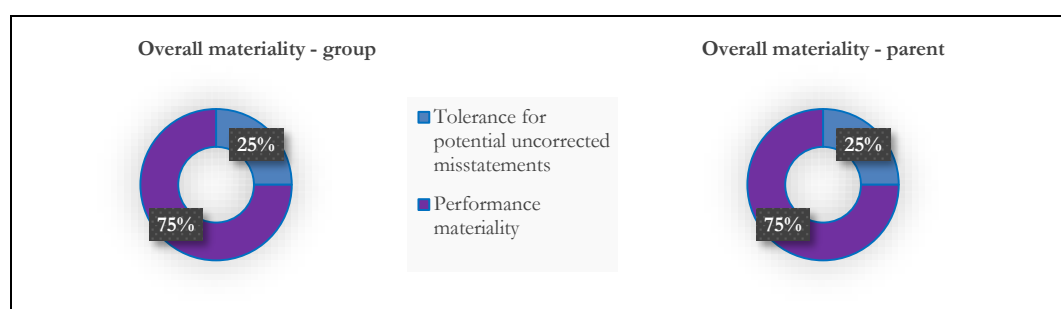 Overall materiality - group
25%
75%
Tolerance for
potential uncorrected
misstatements
Performance
materiality
Overall materiality - parent
25%
75%